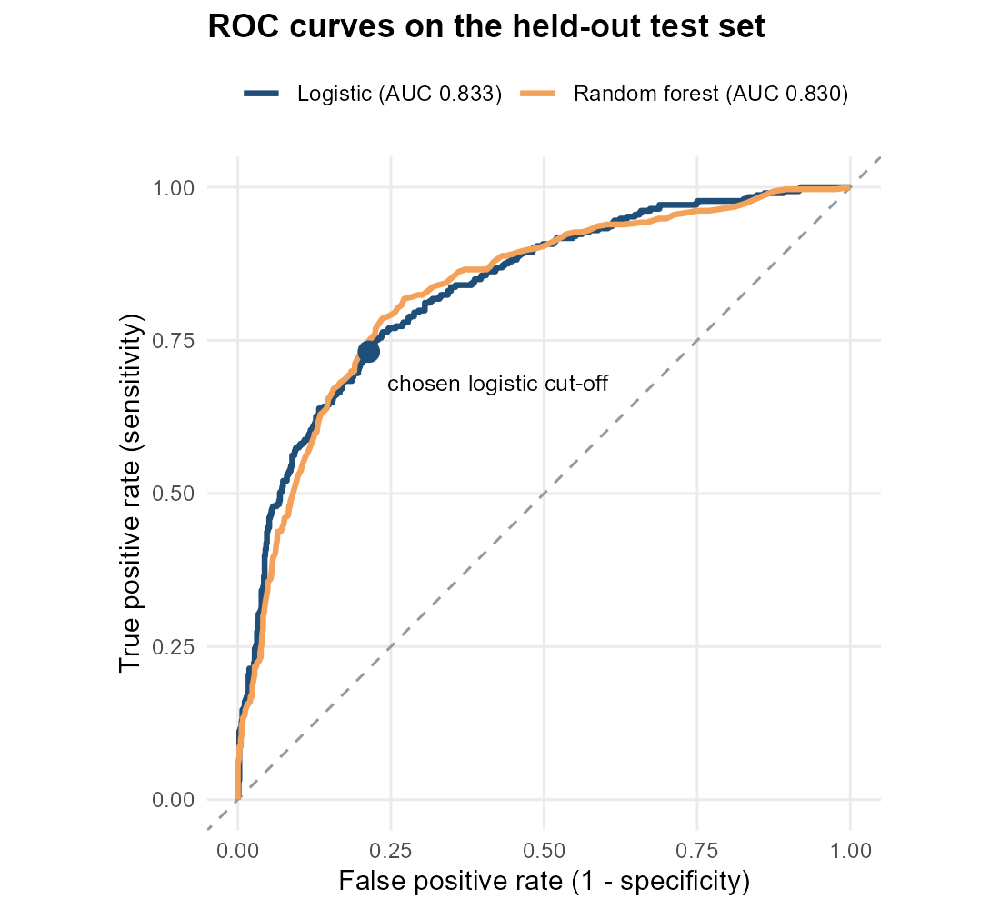 ROC curves on the held-out test set
Logistic (AUC 0.833) Random forest (AUC 0.830)
True positive rate (sensitivity)
1.00
0.75
0.50
0.25
0.00
chosen logistic cut-off
0.00 0.25 0.50 0.75 1.00
False positive rate (1 - specificity)